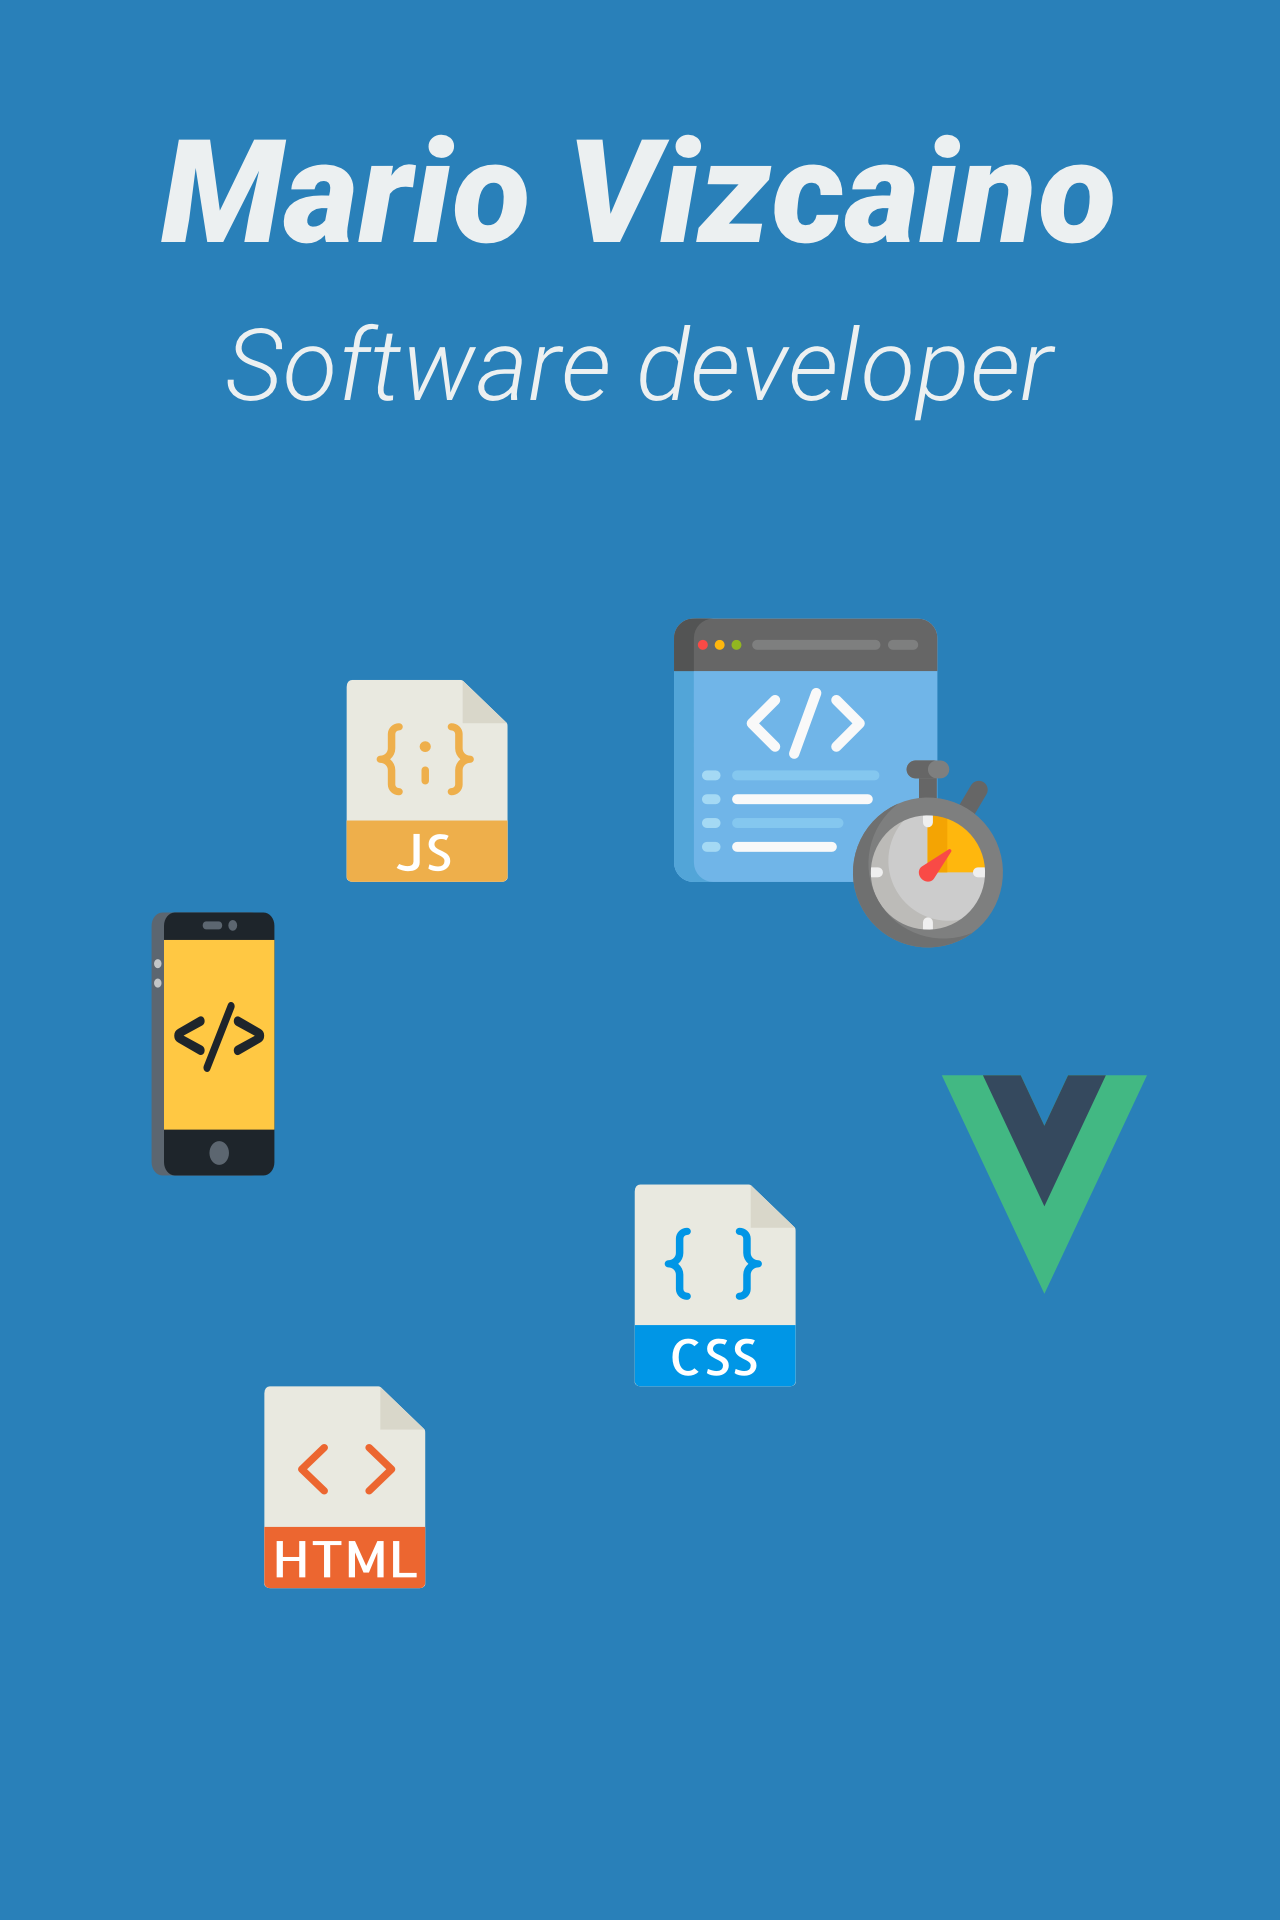 Mario Vizcaino
Software developer
</>
{;}
JS
</>
{ }
CSS
< >
HTML